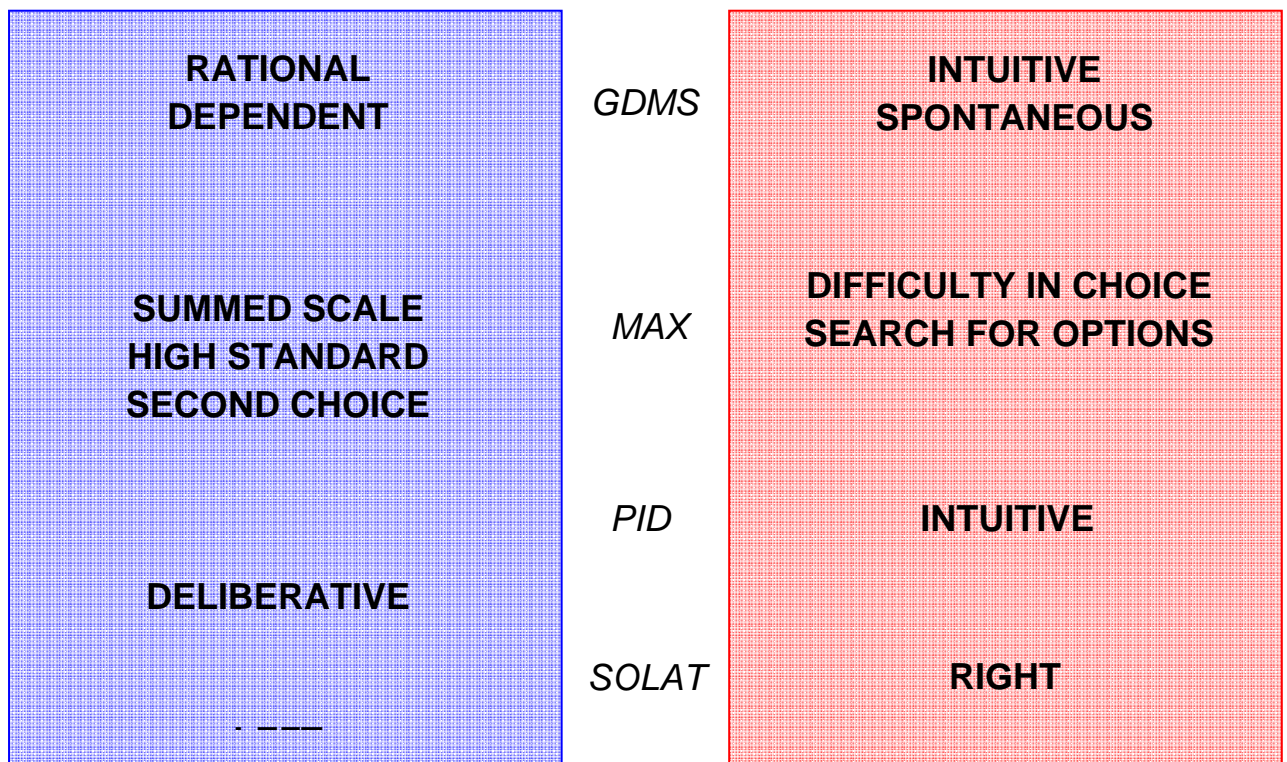 RATIONAL
DEPENDENT
GDMS
INTUITIVE
SPONTANEOUS
SUMMED SCALE
HIGH STANDARD
SECOND CHOICE
MAX
DIFFICULTY IN CHOICE
SEARCH FOR OPTIONS
PID
INTUITIVE
DELIBERATIVE
SOLAT
RIGHT